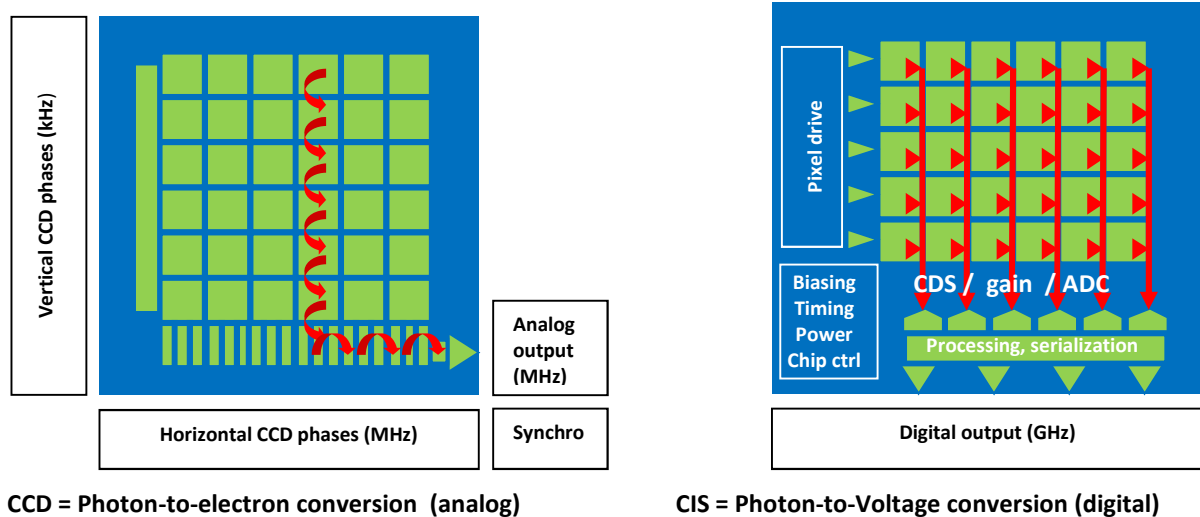 Vertical CCD phases (kHz)
Analog
output
(MHz)
Horizontal CCD phases (MHz)
Synchro
CCD = Photon-to-electron conversion (analog)
Pixel drive
Biasing
Timing
Power
Chip ctrl
CDS / gain / ADC
Processing, serialization
Digital output (GHz)
CIS = Photon-to-Voltage conversion (digital)